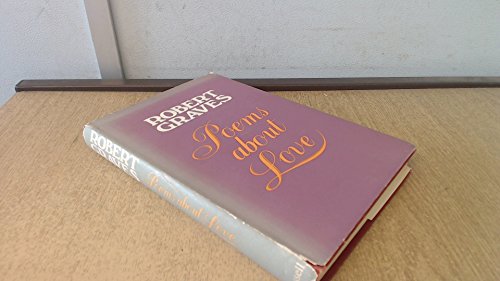 ROBERT
GRAVES
Poems
about
Love
ROBERT
GRAVES
Poems about Love